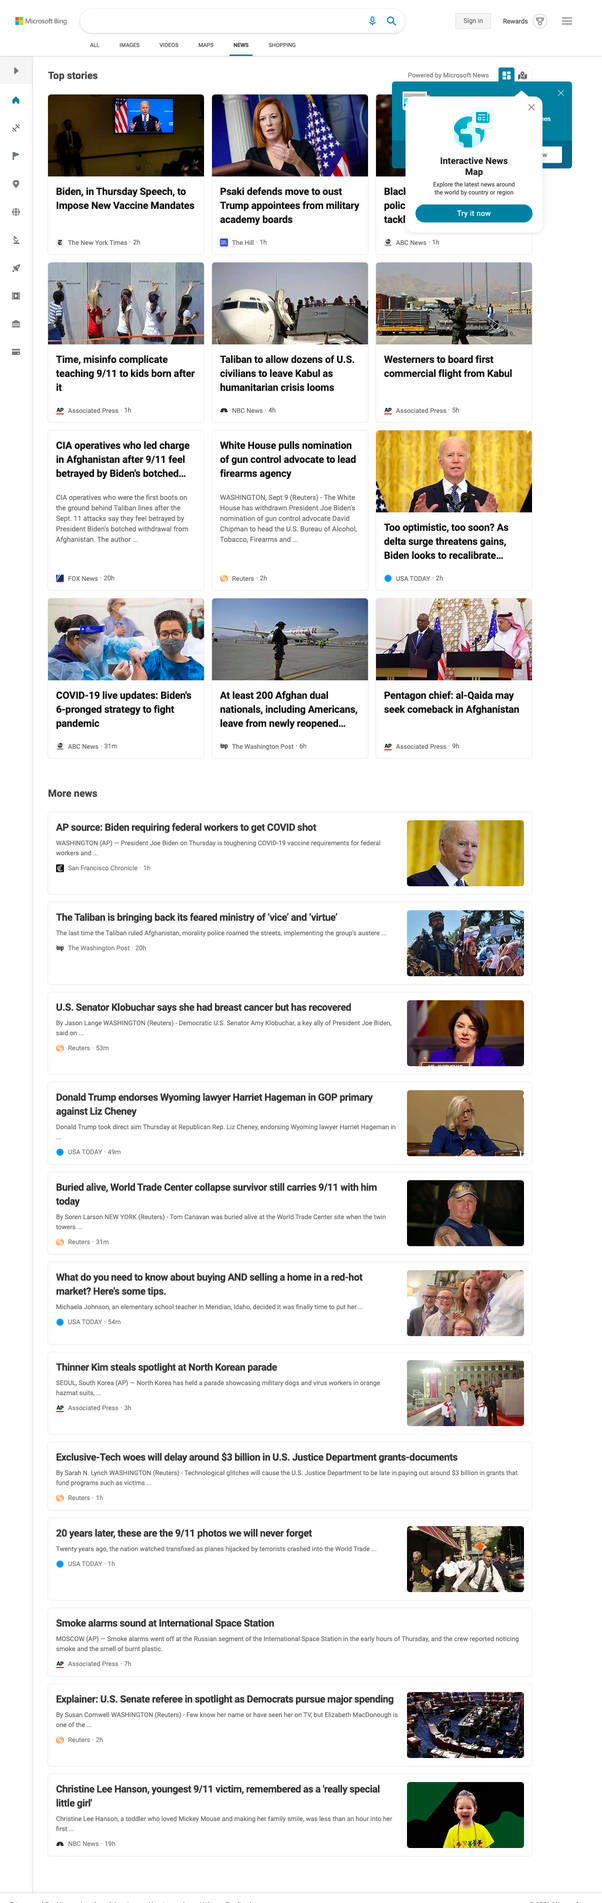 Microsoft Bing
Sign in
Rewards
ALL
IMAGES
VIDEOS
MAPS
NEWS
SHOPPING
Top stories
Powered by Microsoft News
Interactive News
Map
Explore the latest news around
the world by country or region
Try it now
Biden, in Thursday Speech, to
Impose New Vaccine Mandates
The New York Times · 2h
Psaki defends move to oust
Trump appointees from military
academy boards
The Hill · 1h
ABC News · 1h
Time, misinfo complicate
teaching 9/11 to kids born after
it
AP Associated Press · 1h
Taliban to allow dozens of U.S.
civilians to leave Kabul as
humanitarian crisis looms
NBC News · 4h
Westerners to board first
commercial flight from Kabul
AP Associated Press · 5h
CIA operatives who led charge
in Afghanistan after 9/11 feel
betrayed by Biden's botched...
CIA operatives who were the first boots on
the ground behind Taliban lines after the
Sept. 11 attacks say they feel betrayed by
President Biden's botched withdrawal from
Afghanistan. The author ...
FOX News · 20h
White House pulls nomination
of gun control advocate to lead
firearms agency
WASHINGTON, Sept 9 (Reuters) - The White
House has withdrawn President Joe Biden's
nomination of gun control advocate David
Chipman to head the U.S. Bureau of Alcohol,
Tobacco, Firearms and ...
Reuters · 2h
Too optimistic, too soon? As
delta surge threatens gains,
Biden looks to recalibrate...
USA TODAY · 2h
COVID-19 live updates: Biden's
6-pronged strategy to fight
pandemic
ABC News · 31m
At least 200 Afghan dual
nationals, including Americans,
leave from newly reopened...
wp The Washington Post · 6h
Pentagon chief: al-Qaida may
seek comeback in Afghanistan
AP Associated Press · 9h
More news
AP source: Biden requiring federal workers to get COVID shot
WASHINGTON (AP) — President Joe Biden on Thursday is toughening COVID-19 vaccine requirements for federal
workers and ...
San Francisco Chronicle · 1h
The Taliban is bringing back its feared ministry of 'vice' and 'virtue'
The last time the Taliban ruled Afghanistan, morality police roamed the streets, implementing the group's austere ...
wp The Washington Post · 20h
U.S. Senator Klobuchar says she had breast cancer but has recovered
By Jason Lange WASHINGTON (Reuters) - Democratic U.S. Senator Amy Klobuchar, a key ally of President Joe Biden,
said on ...
Reuters · 53m
Donald Trump endorses Wyoming lawyer Harriet Hageman in GOP primary
against Liz Cheney
Donald Trump took direct aim Thursday at Republican Rep. Liz Cheney, endorsing Wyoming lawyer Harriet Hageman in
...
USA TODAY · 49m
Buried alive, World Trade Center collapse survivor still carries 9/11 with him
today
By Soren Larson NEW YORK (Reuters) - Tom Canavan was buried alive at the World Trade Center site when the twin
towers ...
Reuters · 31m
What do you need to know about buying AND selling a home in a red-hot
market? Here's some tips.
Michaela Johnson, an elementary school teacher in Meridian, Idaho, decided it was finally time to put her ...
USA TODAY · 54m
Thinner Kim steals spotlight at North Korean parade
SEOUL, South Korea (AP) — North Korea has held a parade showcasing military dogs and virus workers in orange
hazmat suits, ...
AP Associated Press · 3h
Exclusive-Tech woes will delay around $3 billion in U.S. Justice Department grants-documents
By Sarah N. Lynch WASHINGTON (Reuters) - Technological glitches will cause the U.S. Justice Department to be late in paying out around $3 billion in grants that
fund programs such as victims ...
Reuters · 1h
20 years later, these are the 9/11 photos we will never forget
Twenty years ago, the nation watched transfixed as planes hijacked by terrorists crashed into the World Trade ...
USA TODAY · 1h
Smoke alarms sound at International Space Station
MOSCOW (AP) — Smoke alarms went off at the Russian segment of the International Space Station in the early hours of Thursday, and the crew reported noticing
smoke and the smell of burnt plastic.
AP Associated Press · 7h
Explainer: U.S. Senate referee in spotlight as Democrats pursue major spending
By Susan Cornwell WASHINGTON (Reuters) - Few know her name or have seen her on TV, but Elizabeth MacDonough is
one of the ...
Reuters · 2h
Christine Lee Hanson, youngest 9/11 victim, remembered as a 'really special
little girl'
Christine Lee Hanson, a toddler who loved Mickey Mouse and making her family smile, was less than an hour into her
first ...
NBC News · 19h